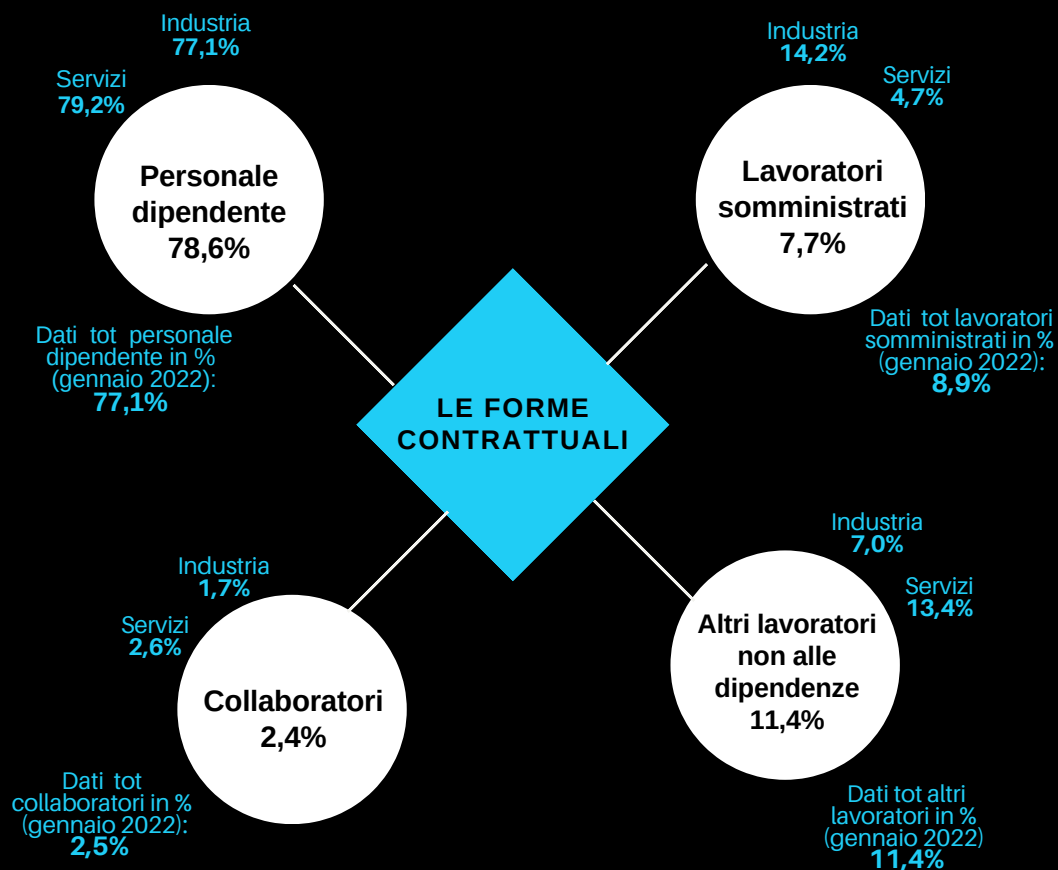 Industria
77,1%
Servizi
79,2%
Personale
dipendente
78,6%
Dati tot personale
dipendente in %
(gennaio 2022):
77,1%
Industria
14,2%
Servizi
4,7%
Lavoratori
somministrati
7,7%
Dati tot lavoratori
somministrati in %
(gennaio 2022):
8,9%
LE FORME
CONTRATTUALI
Industria
1,7%
Servizi
2,6%
Collaboratori
2,4%
Dati tot
collaboratori in %
(gennaio 2022):
2,5%
Industria
7,0%
Servizi
13,4%
Altri lavoratori
non alle
dipendenze
11,4%
Dati tot altri
lavoratori in %
(gennaio 2022)
11,4%